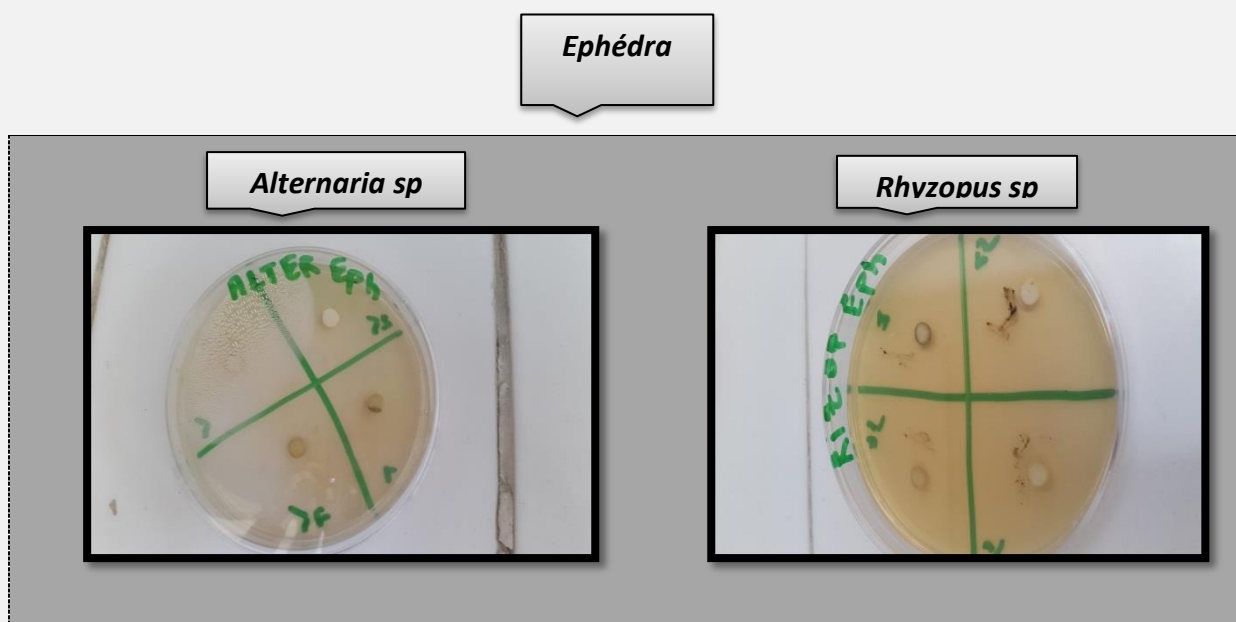 Ephédra
Alternaria sp
Rhyzopus sp
ALTER Eph
RIZOP EPh